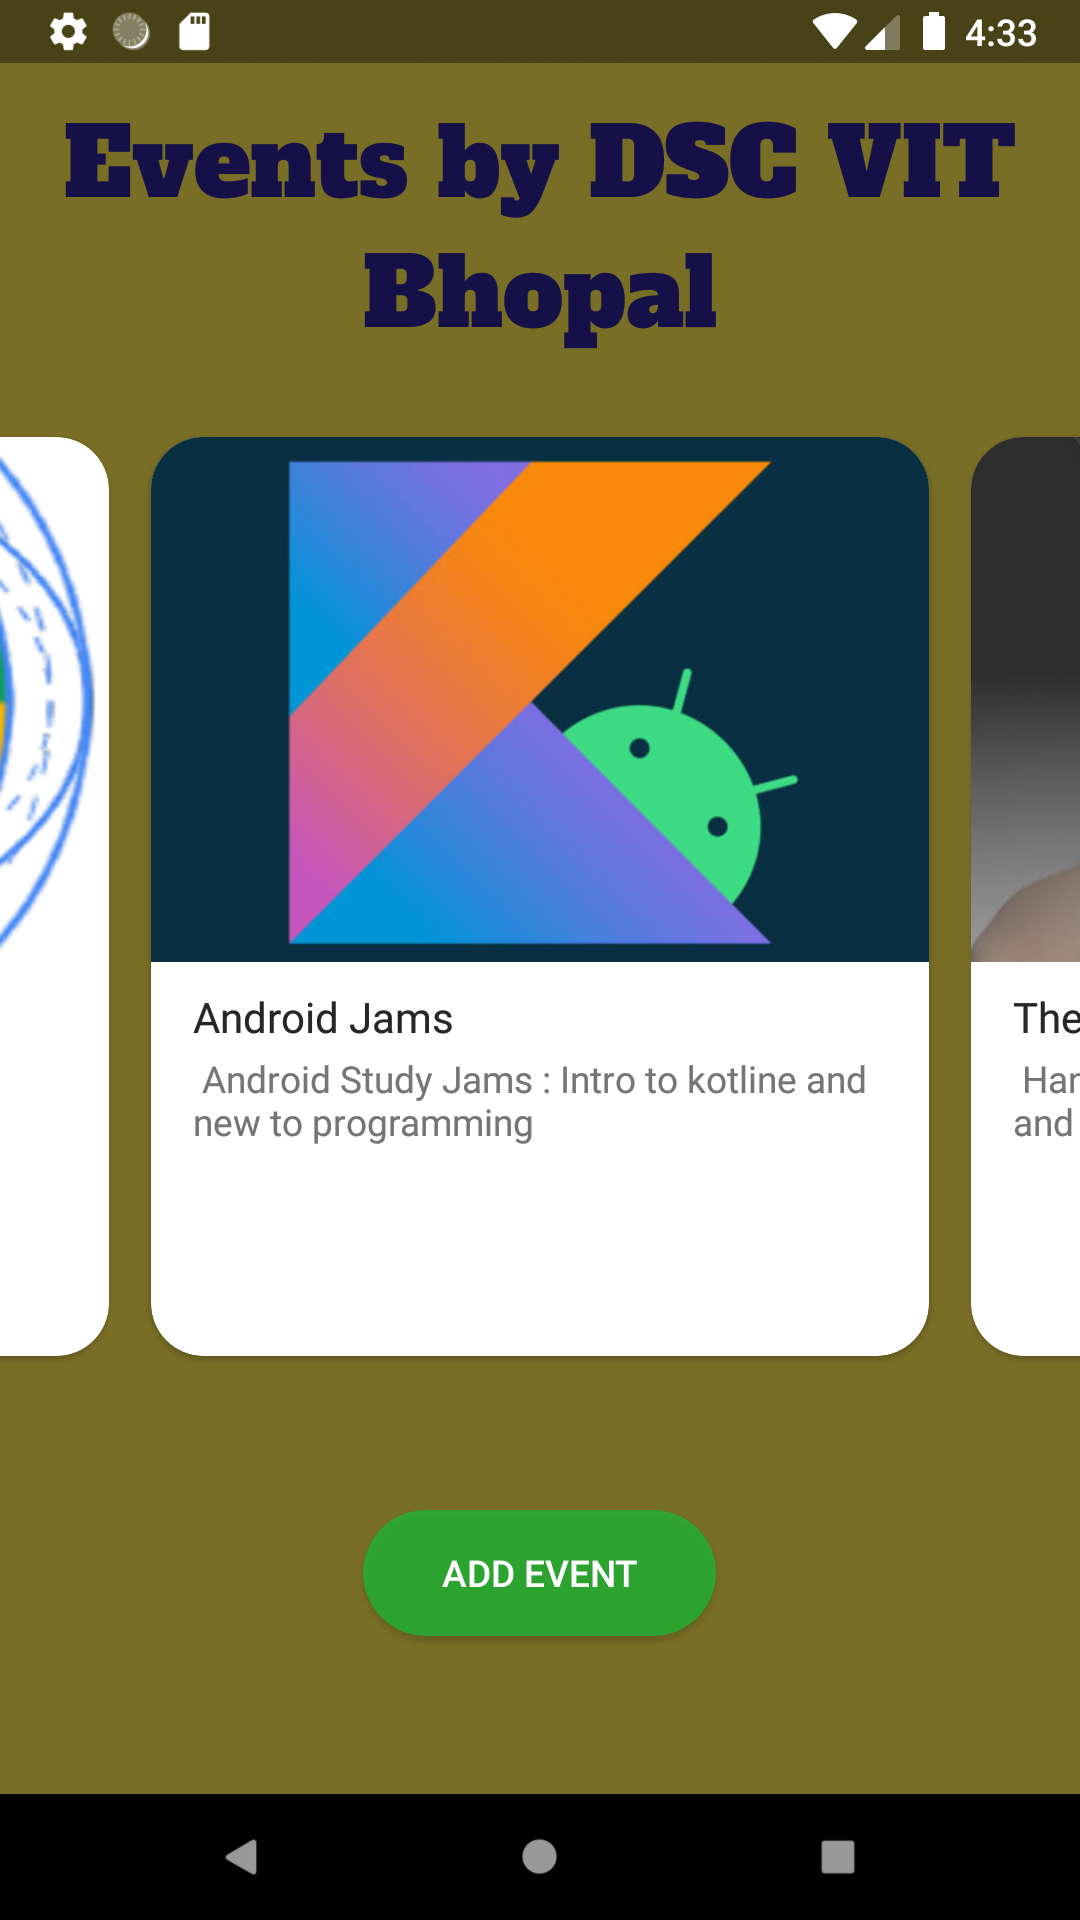 4:33
Events by DSC VIT
Bhopal
Android Jams
Android Study Jams : Intro to kotline and
new to programming
The
Har
and
ADD EVENT